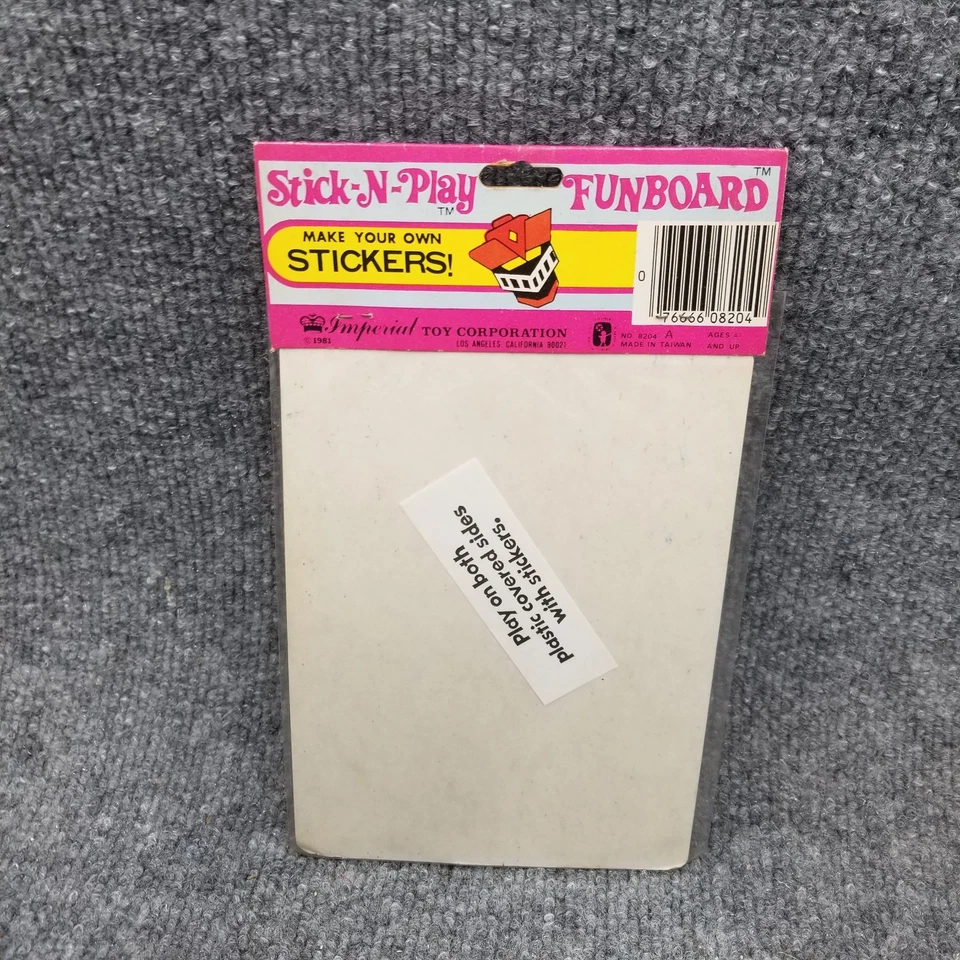 Stick-N-Play TM FUNBOARD TM
MAKE YOUR OWN
STICKERS!
0 76666 08204
Imperial TOY CORPORATION
© 1981
LOS ANGELES, CALIFORNIA 90021
NO. 8204 A
MADE IN TAIWAN
AGES 4
AND UP
Play on both
plastic covered sides
with stickers.